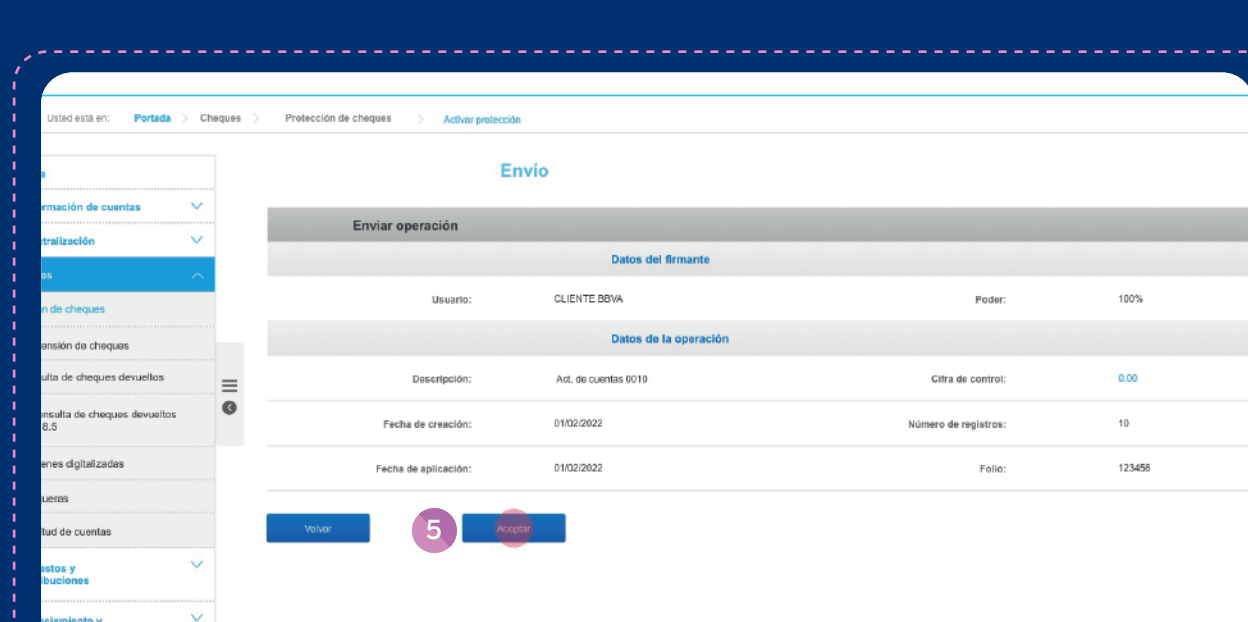 Usted está en: Portada > Cheques > Protección de cheques > Activar protección
Envío
rmación de cuentas
tralización
es
n de cheques
ensión de cheques
ulta de cheques devueltos
nsulta de cheques devueltos
8.5
enes digitalizadas
ueras
tud de cuentas
estos y
ibuciones
Enviar operación
Datos del firmante
Usuario: CLIENTE BBVA Poder: 100%
Datos de la operación
Descripción: Act. de cuentas 0010 Cifra de control: 0.00
Fecha de creación: 01/02/2022 Número de registros: 10
Fecha de aplicación: 01/02/2022 Folio: 123456
Volver 5 Aceptar